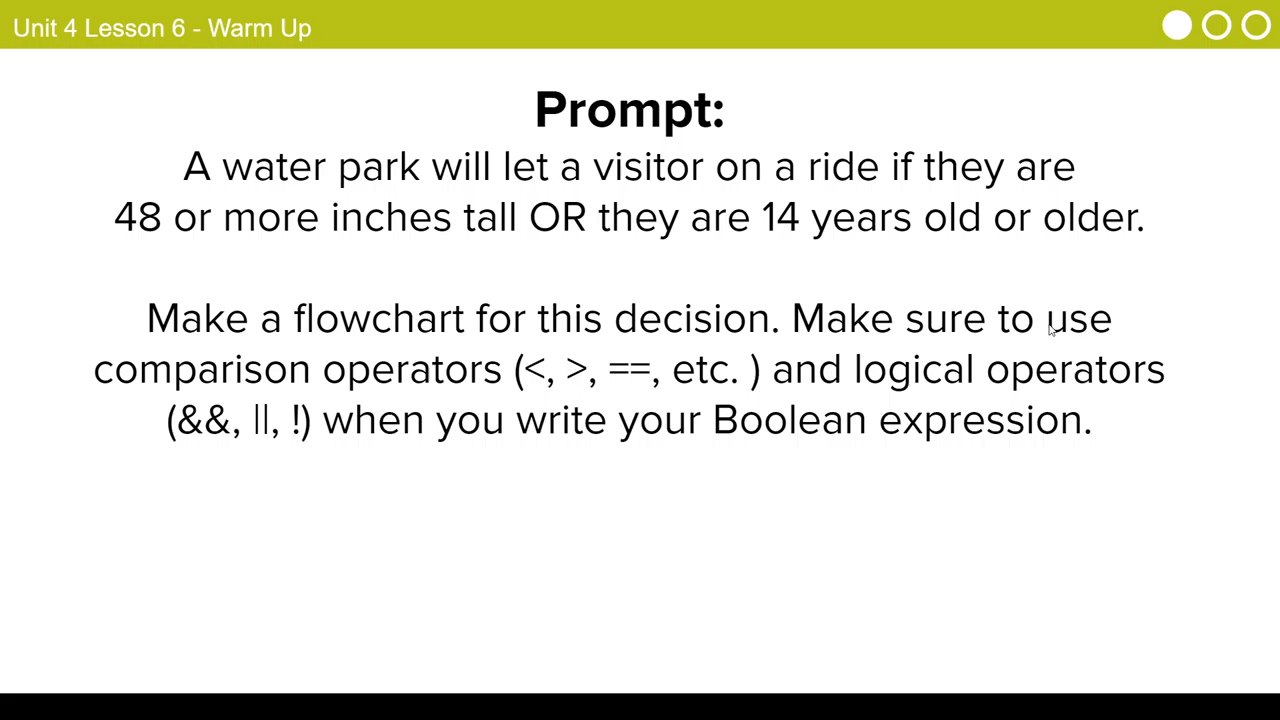 Unit 4 Lesson 6 - Warm Up
Prompt:
A water park will let a visitor on a ride if they are
48 or more inches tall OR they are 14 years old or older.
Make a flowchart for this decision. Make sure to use
comparison operators (<, >, ==, etc. ) and logical operators
(&&, ||, !) when you write your Boolean expression.